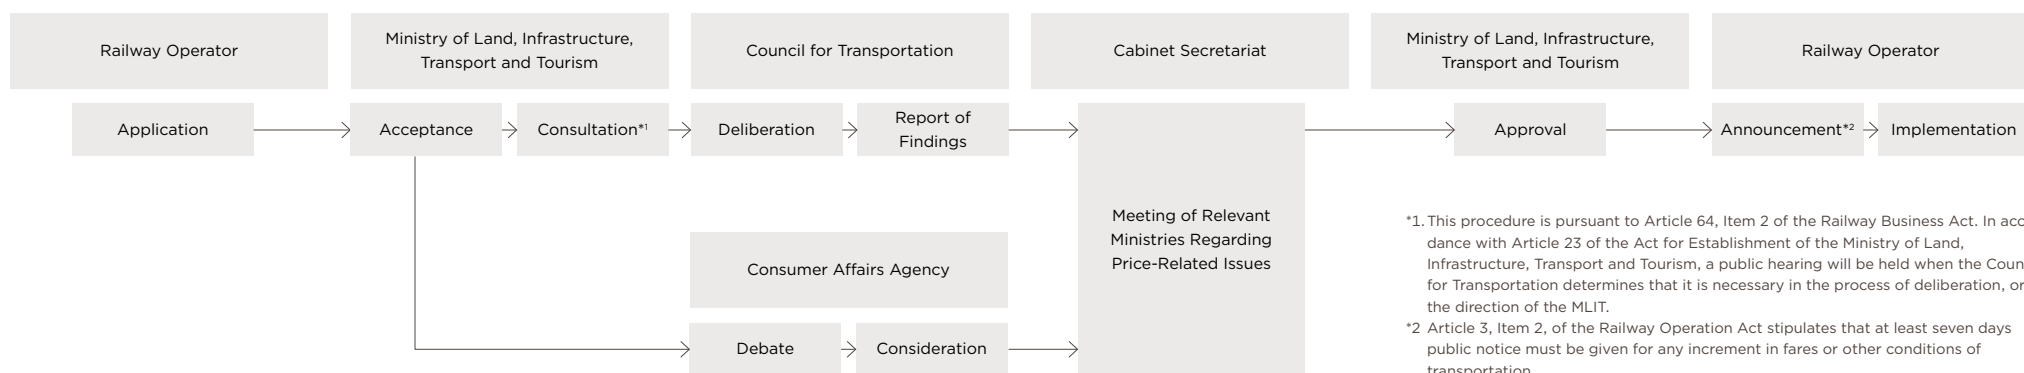 Railway Operator
Ministry of Land, Infrastructure,
Transport and Tourism
Council for Transportation
Cabinet Secretariat
Ministry of Land, Infrastructure,
Transport and Tourism
Railway Operator
Application
Acceptance
Consultation*1
Deliberation
Report of
Findings
Approval
Announcement*2
Implementation
Meeting of Relevant
Ministries Regarding
Price-Related Issues
Consumer Affairs Agency
Debate
Consideration
*1. This procedure is pursuant to Article 64, Item 2 of the Railway Business Act. In acc
dance with Article 23 of the Act for Establishment of the Ministry of Land,
Infrastructure, Transport and Tourism, a public hearing will be held when the Coun
for Transportation determines that it is necessary in the process of deliberation, or
the direction of the MLIT.
*2 Article 3, Item 2, of the Railway Operation Act stipulates that at least seven days
public notice must be given for any increment in fares or other conditions of
transportation